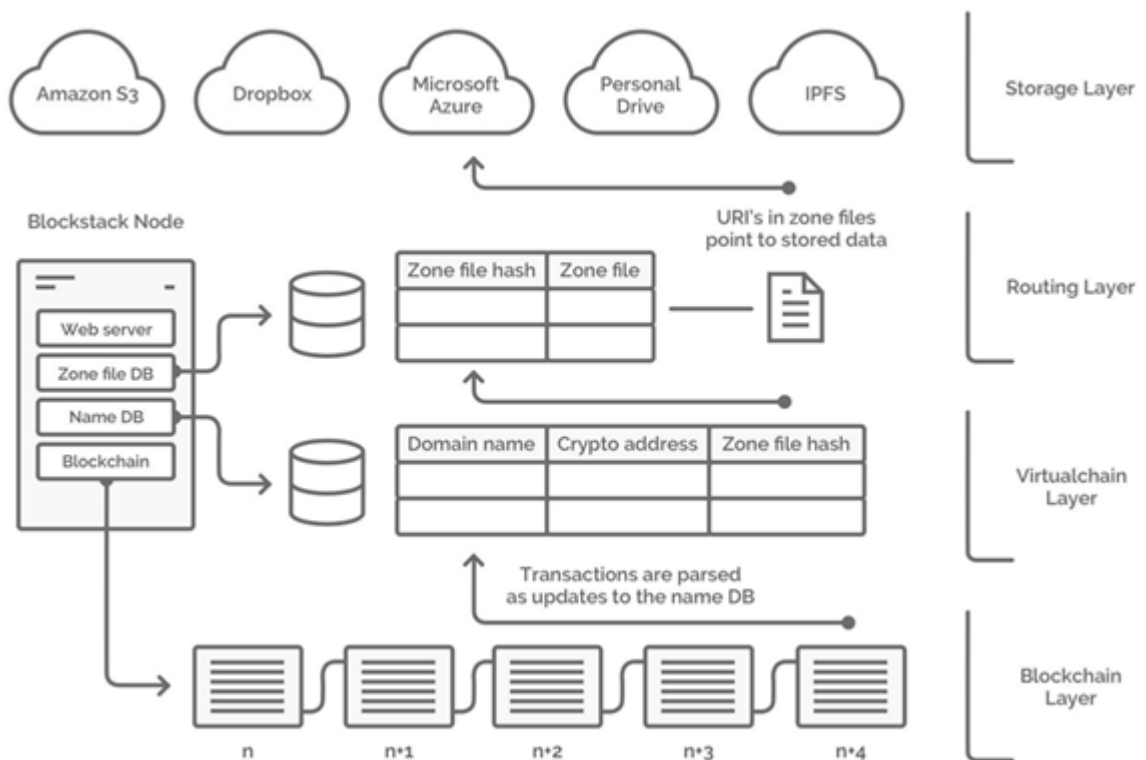 Amazon S3
Dropbox
Microsoft
Azure
Personal
Drive
IPFS
Storage Layer
Blockstack Node
URI's in zone files
point to stored data
Zone file hash
Zone file
Routing Layer
Web server
Zone file DB
Name DB
Blockchain
Domain name
Crypto address
Zone file hash
Virtualchain
Layer
Transactions are parsed
as updates to the name DB
Blockchain
Layer
n
n+1
n+2
n+3
n+4